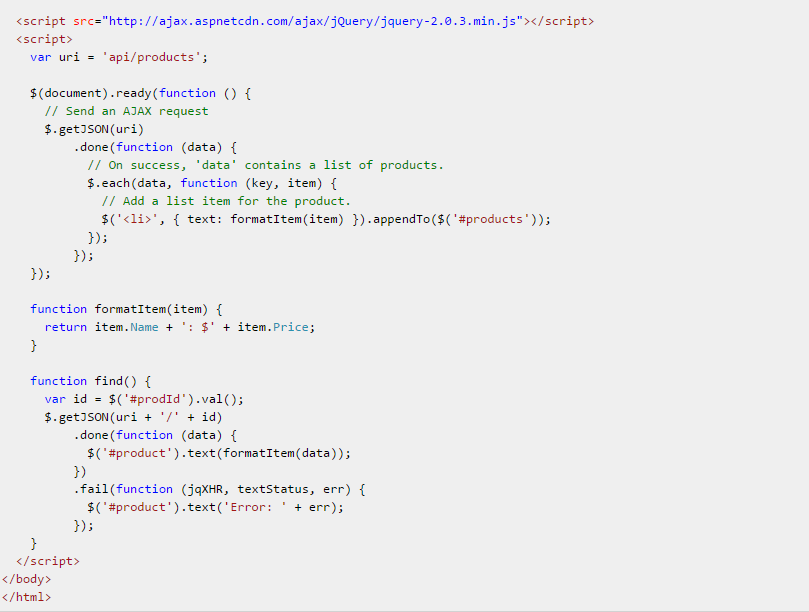 <script src="http://ajax.aspnetcdn.com/ajax/jQuery/jquery-2.0.3.min.js"></script>
<script>
var uri = 'api/products';
$(document).ready(function () {
// Send an AJAX request
$.getJSON(uri)
.done(function (data) {
// On success, 'data' contains a list of products.
$.each(data, function (key, item) {
// Add a list item for the product.
$('<li>', { text: formatItem(item) }).appendTo($('#products'));
});
});
});
function formatItem(item) {
return item.Name + ': $' + item.Price;
}
function find() {
var id = $('#prodId').val();
$.getJSON(uri + '/' + id)
.done(function (data) {
$('#product').text(formatItem(data));
})
.fail(function (jqXHR, textStatus, err) {
$('#product').text('Error: ' + err);
});
}
</script>
</body>
</html>